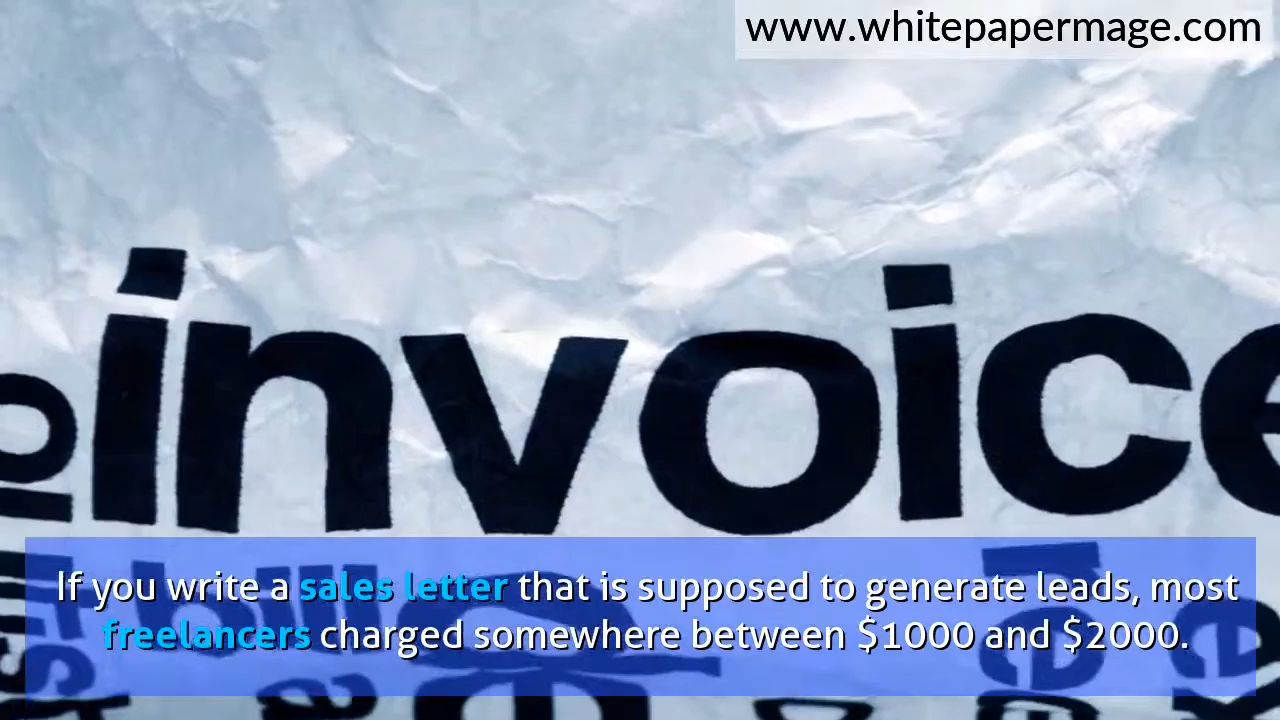 www.whitepapermage.com
invoice
If you write a sales letter that is supposed to generate leads, most
freelancers charged somewhere between $1000 and $2000.